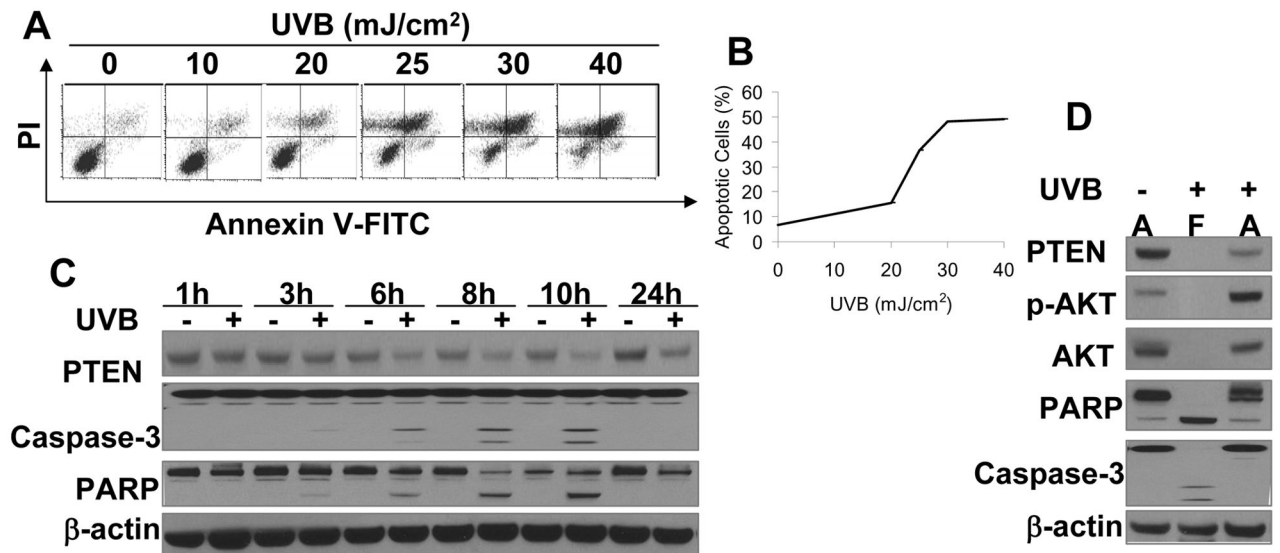 A
UVB (mJ/cm²)
0 10 20 25 30 40
PI
Annexin V-FITC
B
Apoptotic Cells (%)
60
50
40
30
20
10
0
0 10 20 30 40
UVB (mJ/cm²)
C
1h 3h 6h 8h 10h 24h
UVB - + - + - + - + - + - +
PTEN
Caspase-3
PARP
β-actin
D
UVB - + +
A F A
PTEN
p-AKT
AKT
PARP
Caspase-3
β-actin